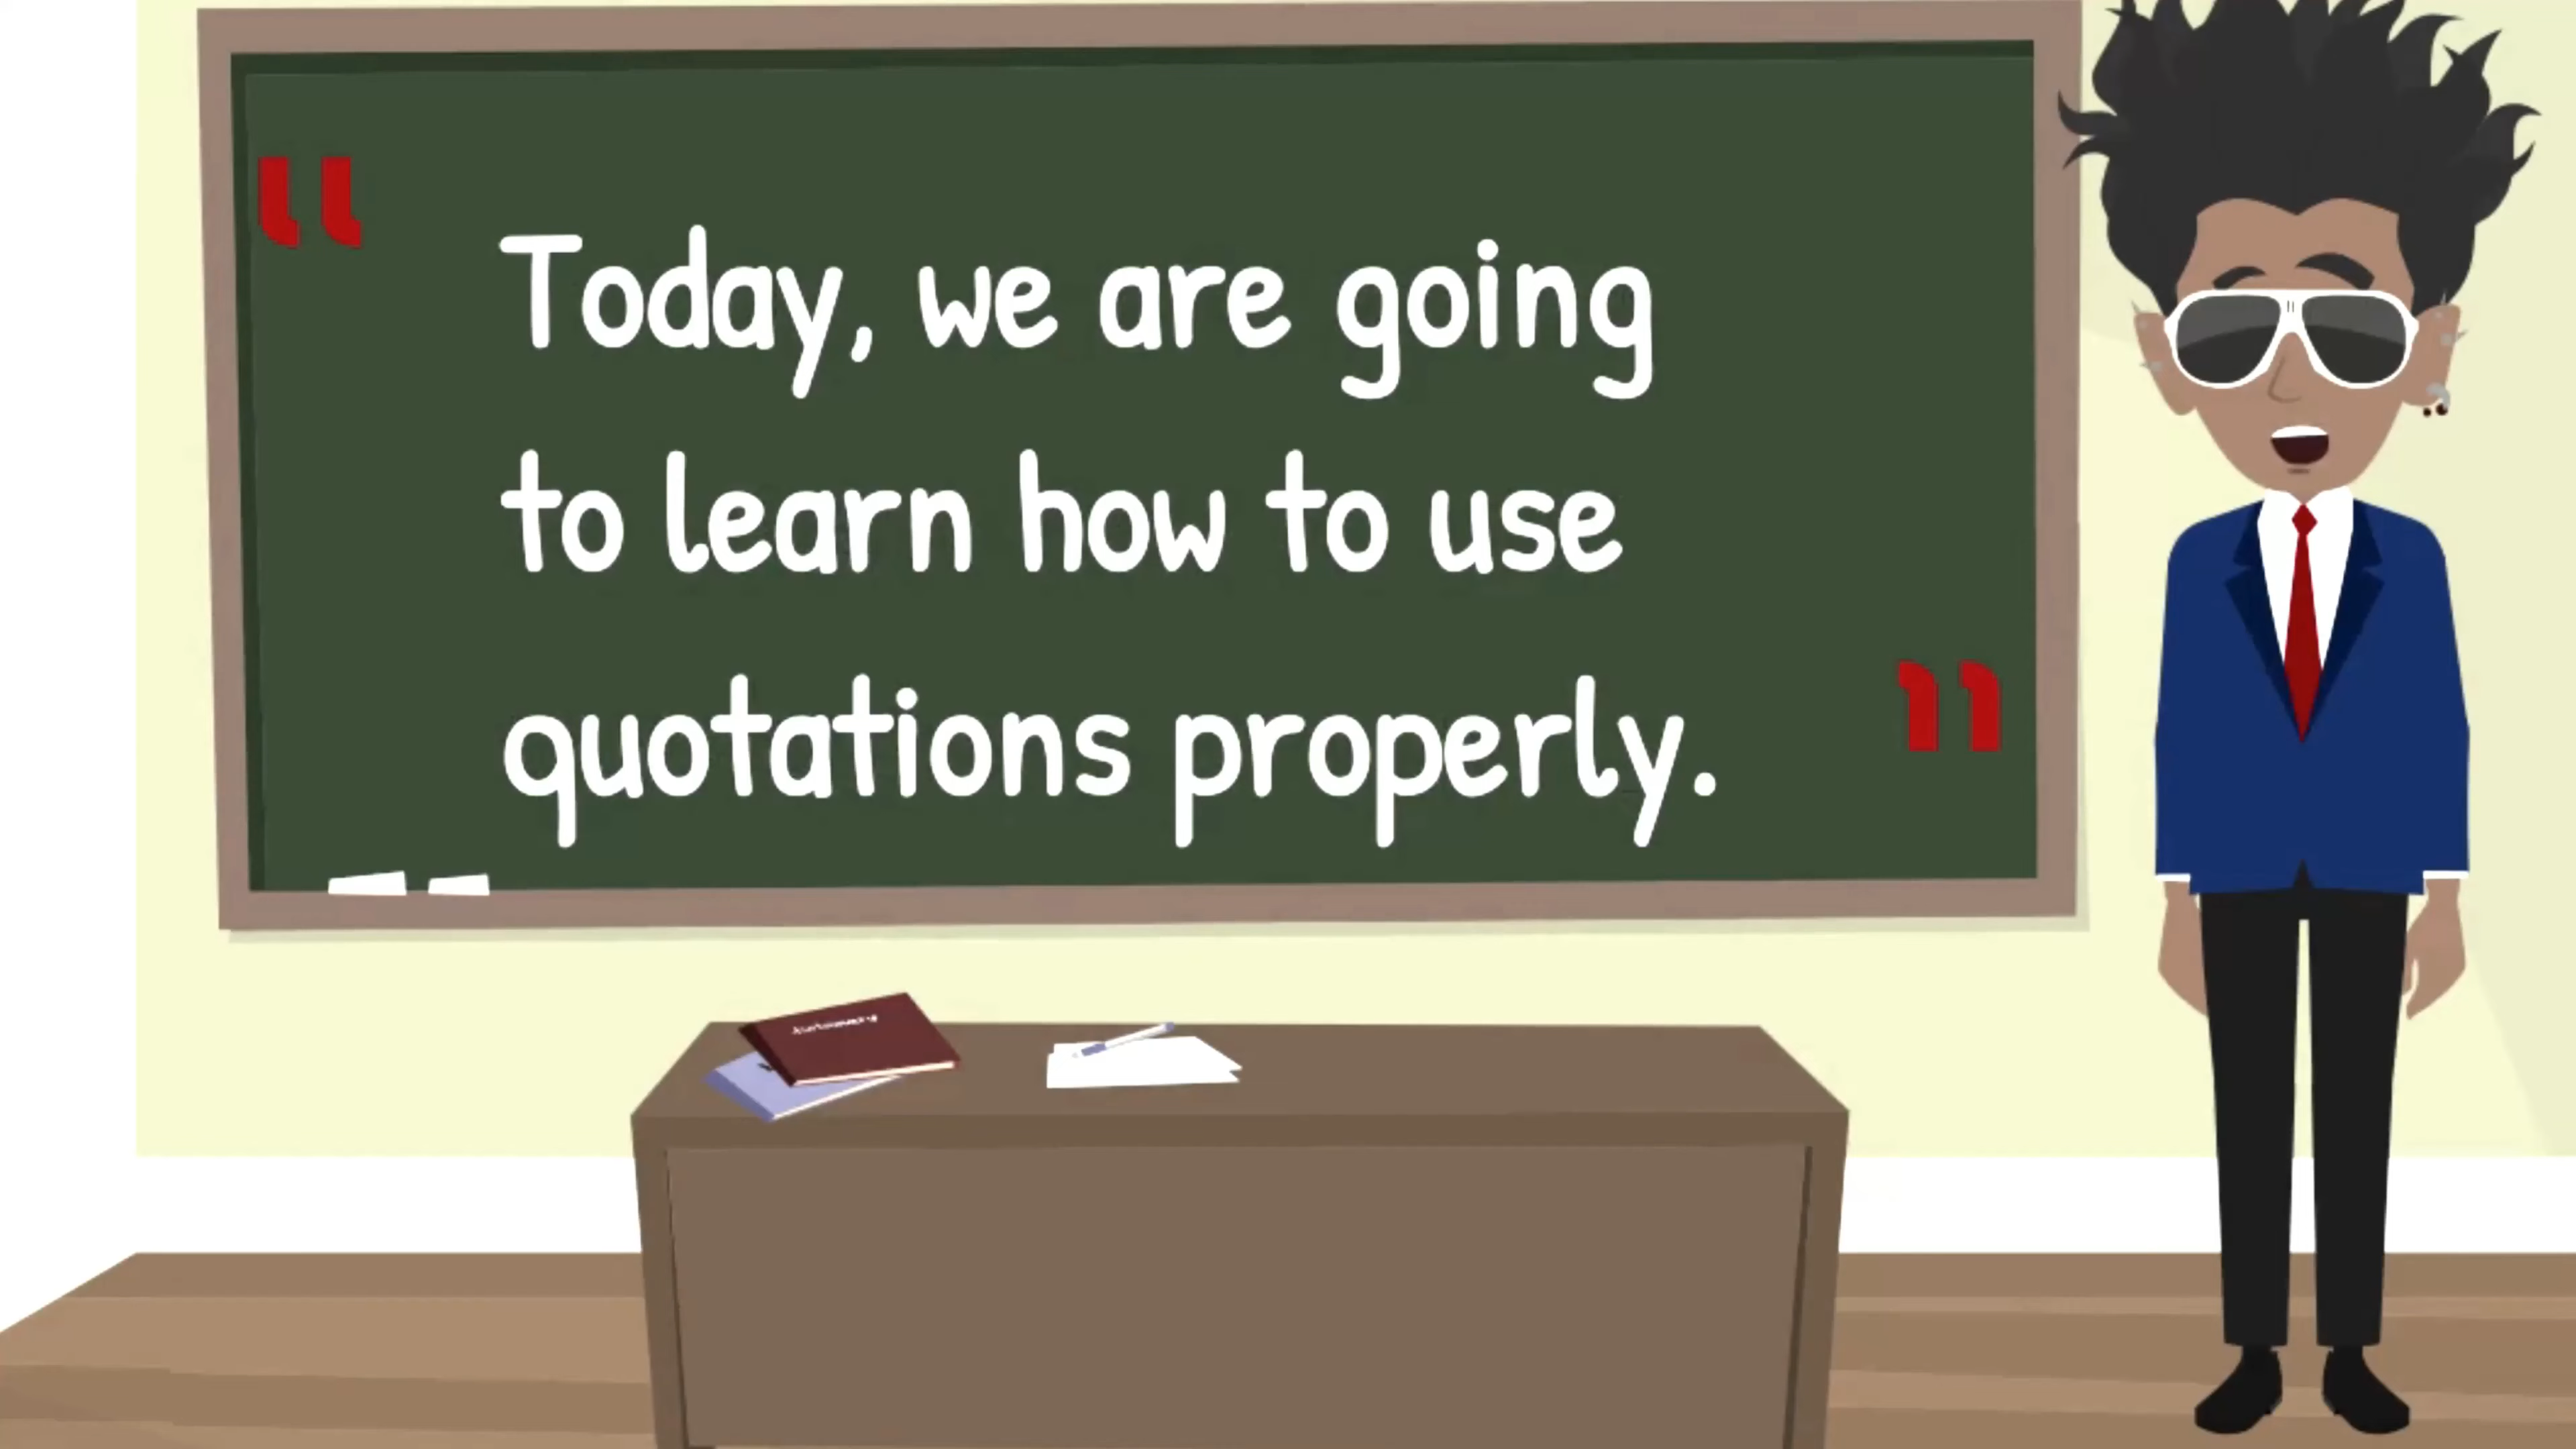 “Today, we are going
to learn how to use
quotations properly.”